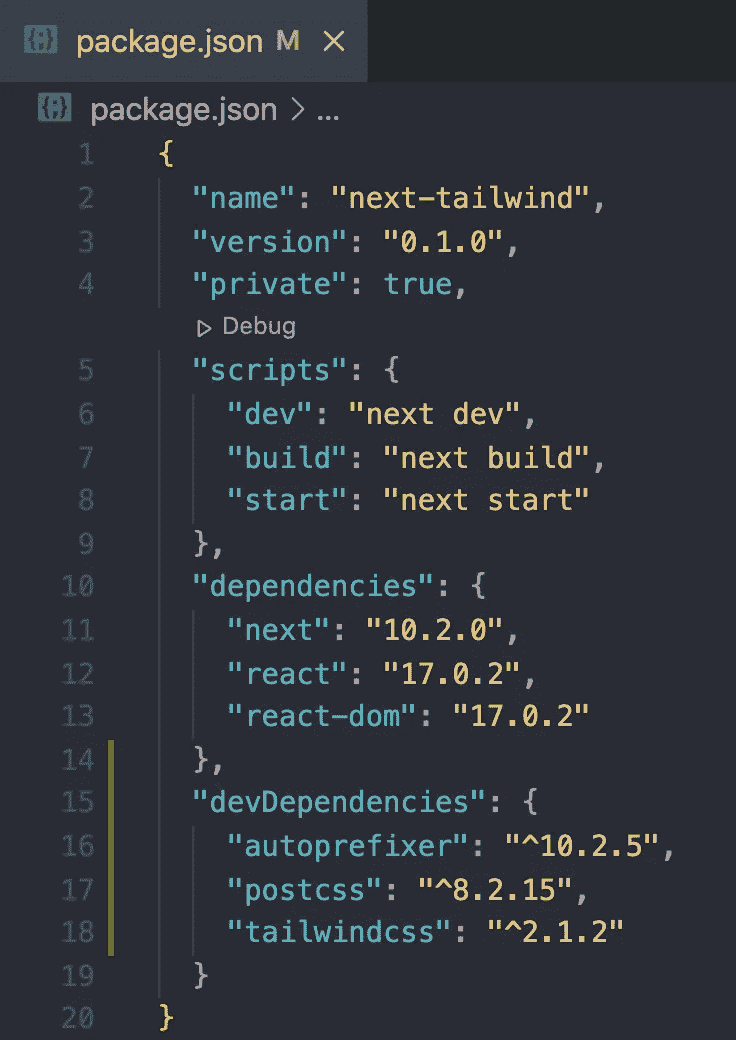 package.json M ×
package.json > ...
1 {
2 "name": "next-tailwind",
3 "version": "0.1.0",
4 "private": true,
Debug
5 "scripts": {
6 "dev": "next dev",
7 "build": "next build",
8 "start": "next start"
9 },
10 "dependencies": {
11 "next": "10.2.0",
12 "react": "17.0.2",
13 "react-dom": "17.0.2"
14 },
15 "devDependencies": {
16 "autoprefixer": "^10.2.5",
17 "postcss": "^8.2.15",
18 "tailwindcss": "^2.1.2"
19 }
20 }